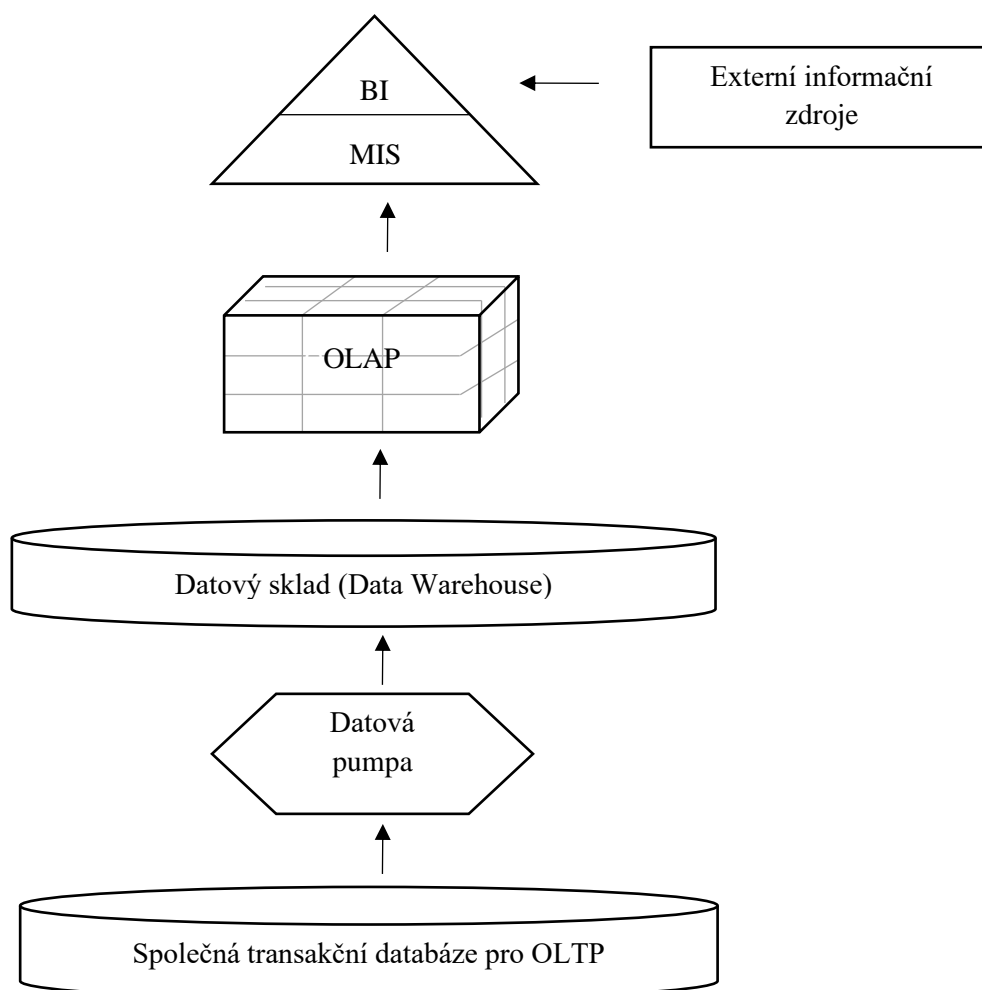 BI
Externí informační
zdroje
MIS
OLAP
Datový sklad (Data Warehouse)
Datová
pumpa
Společná transakční databáze pro OLTP